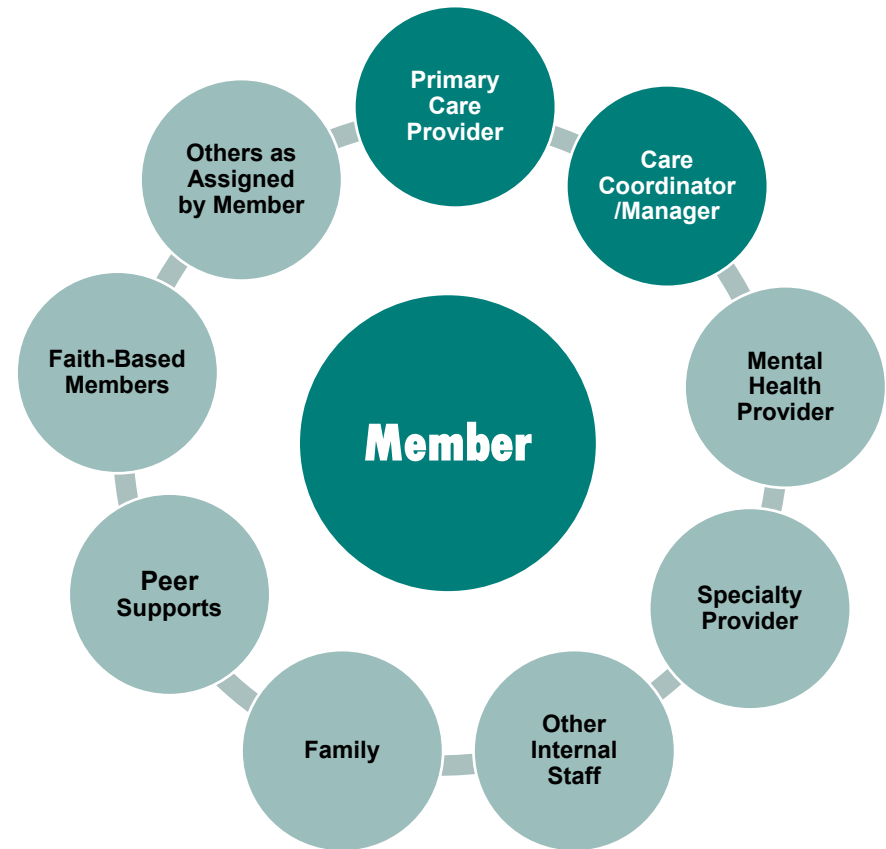 Primary
Care
Provider
Care
Coordinator
/Manager
Mental
Health
Provider
Specialty
Provider
Other
Internal
Staff
Family
Peer
Supports
Faith-Based
Members
Others as
Assigned
by Member
Member